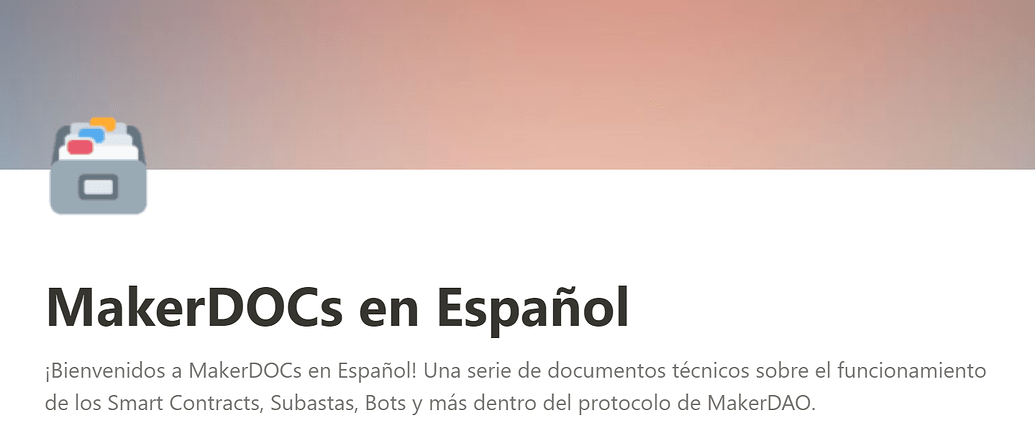 MakerDOCs en Español
¡Bienvenidos a MakerDOCs en Español! Una serie de documentos técnicos sobre el funcionamiento
de los Smart Contracts, Subastas, Bots y más dentro del protocolo de MakerDAO.